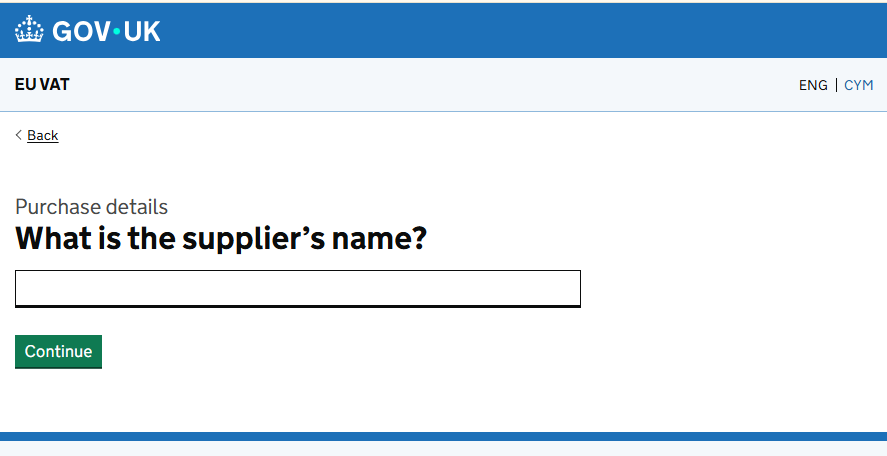 GOV·UK
EU VAT
ENG | CYM
Back
Purchase details
What is the supplier’s name?
Continue